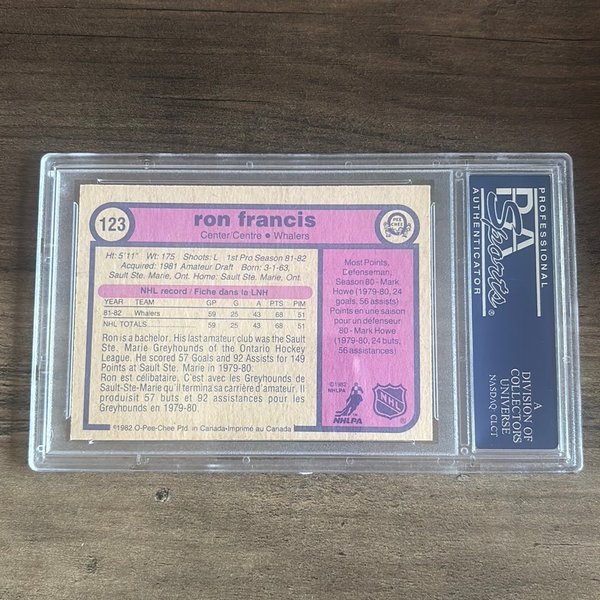 123
ron francis
Center/Centre • Whalers
O PEE CHEE
Ht: 5'11" Wt: 175 Shoots: L 1st Pro Season 81-82
Acquired: 1981 Amateur Draft Born: 3-1-63,
Sault Ste. Marie, Ont. Home: Sault Ste. Marie, Ont.
NHL record / Fiche dans la LNH
YEAR TEAM GP G A PTS PIM
81-82 Whalers 59 25 43 68 51
NHL TOTALS 59 25 43 68 51
Ron is a bachelor. His last amateur club was the Sault
Ste. Marie Greyhounds of the Ontario Hockey
League. He scored 57 Goals and 92 Assists for 149
Points at Sault Ste. Marie in 1979-80.
Ron est célibataire. C'est avec les Greyhounds de
Sault-Ste-Marie qu'il termina sa carrière d'amateur. Il
produisit 57 buts et 92 assistances pour les
Greyhounds en 1979-80.
Most Points,
Defenseman,
Season 80 - Mark
Howe (1979-80, 24
goals, 56 assists)
Points en une saison
pour un défenseur
80 - Mark Howe
(1979-80, 24 buts,
56 assistances)
©1982
NHLPA
NHLPA
NHL
©1982 O-Pee-Chee Ptd. in Canada-Imprimé au Canada
PROFESSIONAL
PSA
Sports®
AUTHENTICATOR
A
DIVISION OF
COLLECTORS
UNIVERSE
NASDAQ CLCT